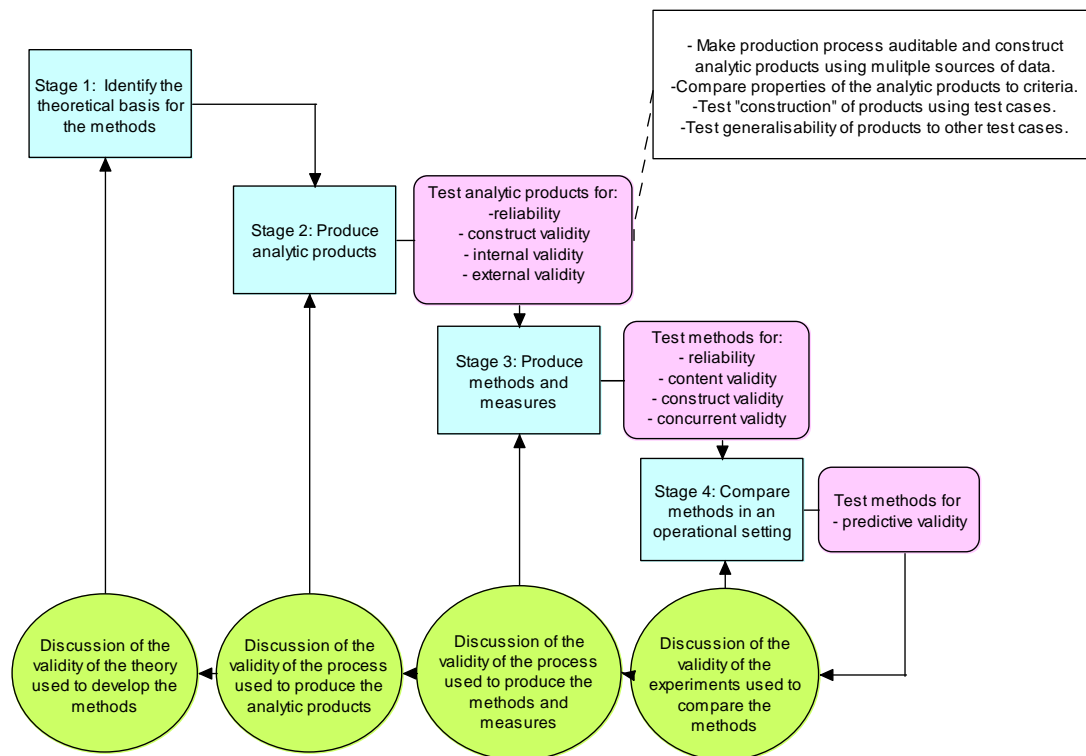 - Make production process auditable and construct
analytic products using mulitple sources of data.
-Compare properties of the analytic products to criteria.
-Test "construction" of products using test cases.
-Test generalisability of products to other test cases.
Stage 1:  Identify the
theoretical basis for
the methods
Stage 2: Produce
analytic products
Test analytic products for:
-reliability
- construct validity
- internal validity
- external validity
Stage 3: Produce
methods and
measures
Test methods for:
- reliability
- content validity
- construct validity
- concurrent validty
Stage 4: Compare
methods in an
operational setting
Test methods for
- predictive validity
Discussion of the
validity of the theory
used to develop the
methods
Discussion of the
validity of the process
used to produce the
analytic products
Discussion of the
validity of the process
used to produce the
methods and
measures
Discussion of the
validity of the
experiments used to
compare the
methods